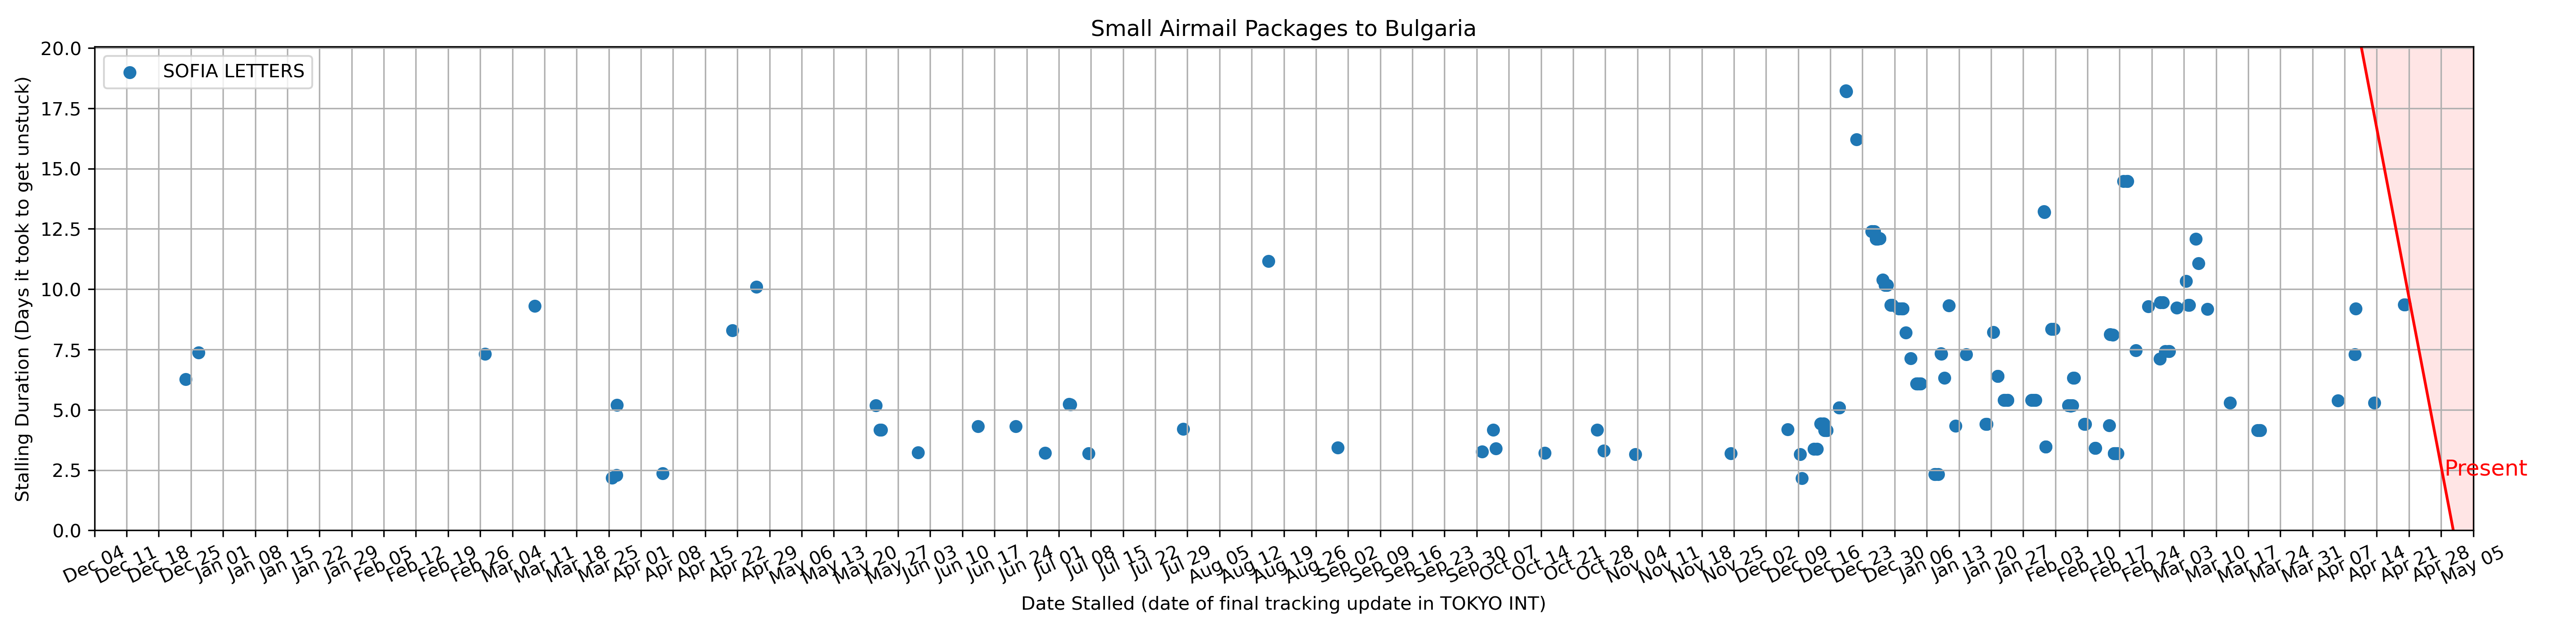 Small Airmail Packages to Bulgaria
SOFIA LETTERS
Stalling Duration (Days it took to get unstuck)
20.0
17.5
15.0
12.5
10.0
7.5
5.0
2.5
0.0
Present
Dec 04 Dec 11 Dec 18 Dec 25 Jan 01 Jan 08 Jan 15 Jan 22 Jan 29 Feb 05 Feb 12 Feb 19 Feb 26 Mar 04 Mar 11 Mar 18 Mar 25 Apr 01 Apr 08 Apr 15 Apr 22 Apr 29 May 06 May 13 May 20 May 27 Jun 03 Jun 10 Jun 17 Jun 24 Jul 01 Jul 08 Jul 15 Jul 22 Jul 29 Aug 05 Aug 12 Aug 19 Aug 26 Sep 02 Sep 09 Sep 16 Sep 23 Sep 30 Oct 07 Oct 14 Oct 21 Oct 28 Nov 04 Nov 11 Nov 18 Nov 25 Dec 02 Dec 09 Dec 16 Dec 23 Dec 30 Jan 06 Jan 13 Jan 20 Jan 27 Feb 03 Feb 10 Feb 17 Feb 24 Mar 03 Mar 10 Mar 17 Mar 24 Mar 31 Apr 07 Apr 14 Apr 21 Apr 28 May 05
Date Stalled (date of final tracking update in TOKYO INT)